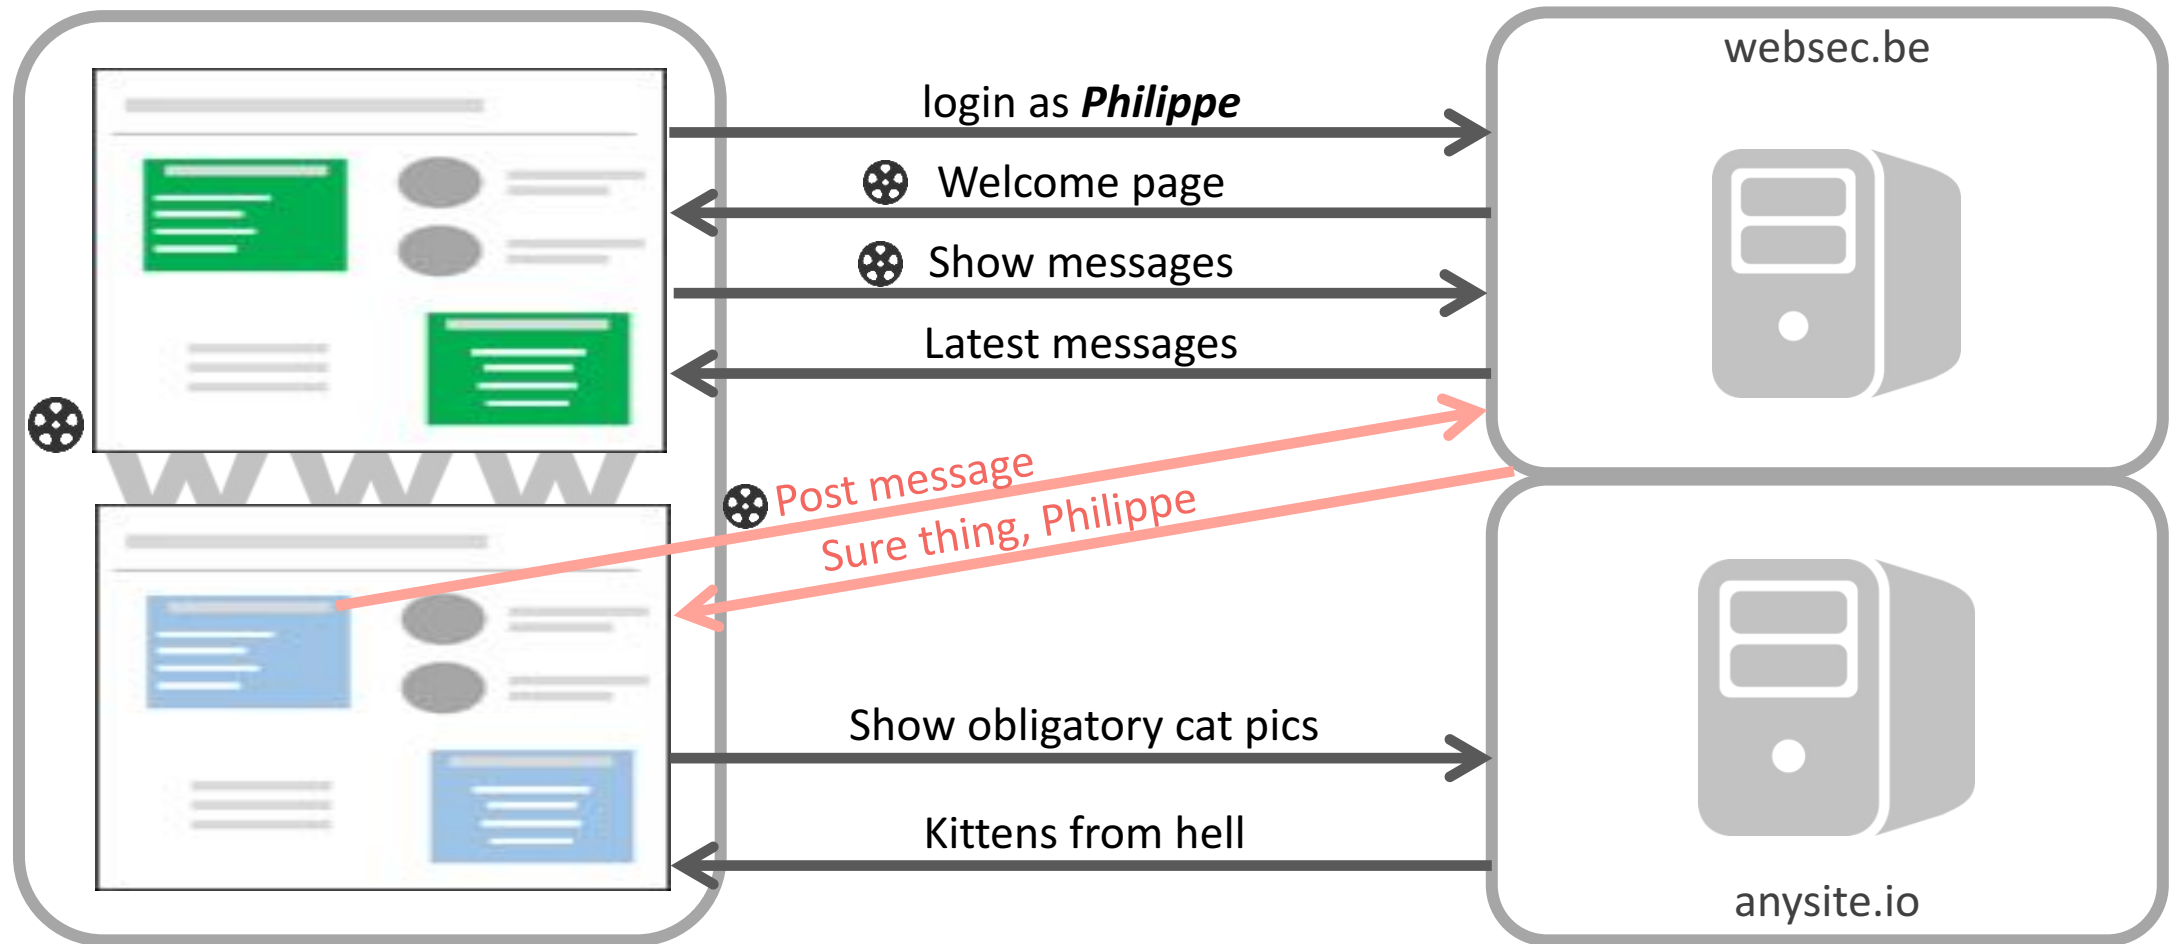 websec.be
login as Philippe
Welcome page
Show messages
Latest messages
www
Post message
Sure thing, Philippe
Show obligatory cat pics
Kittens from hell
anysite.io